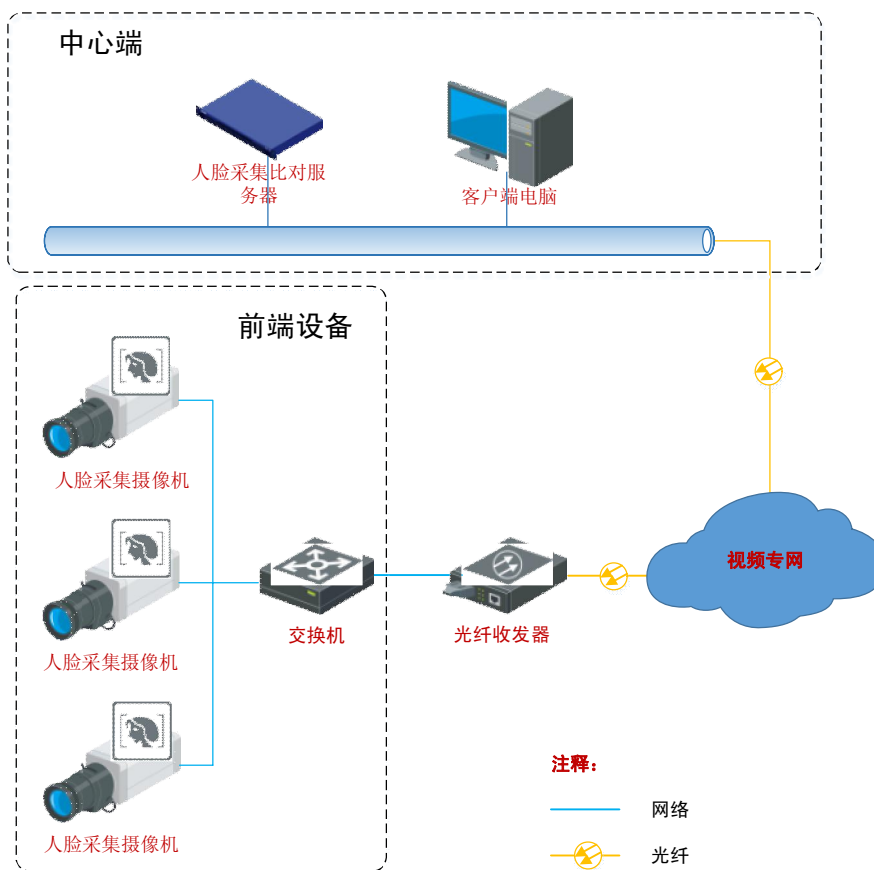 中心端
人脸采集比对服
务器
客户端电脑
前端设备
人脸采集摄像机
人脸采集摄像机
人脸采集摄像机
交换机
光纤收发器
视频专网
注释：
网络
光纤